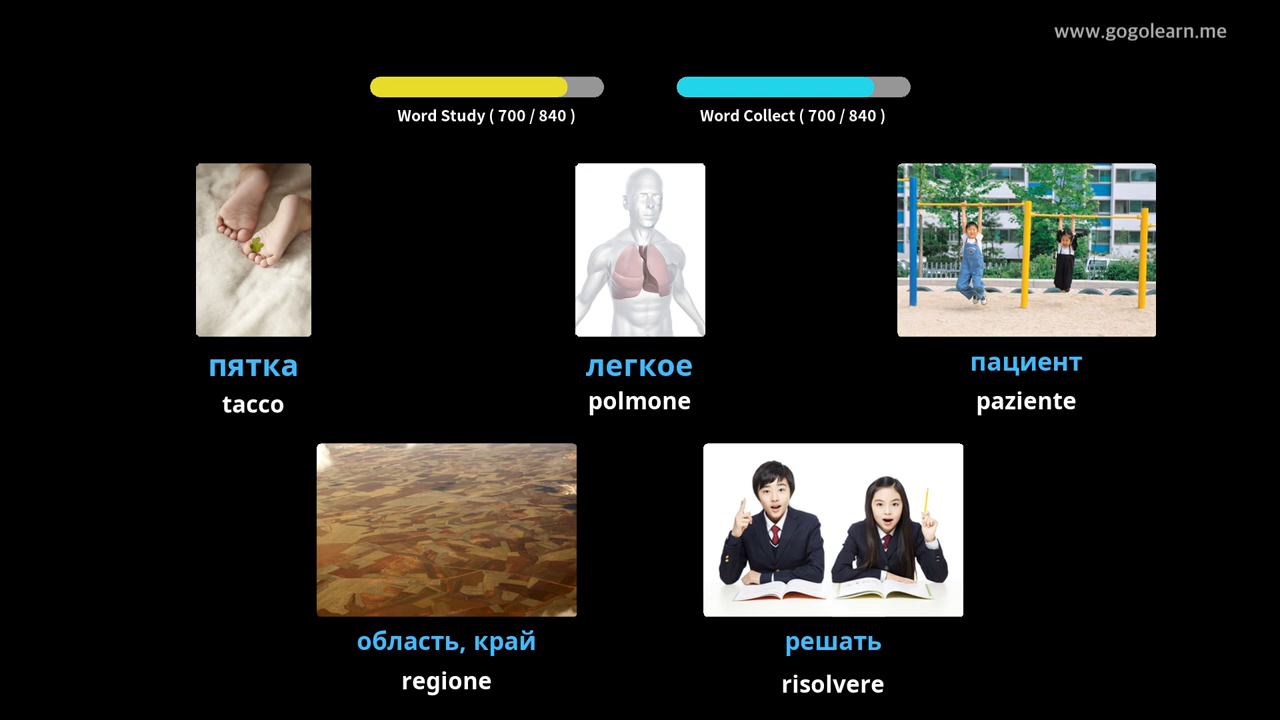 www.gogolearn.me
Word Study ( 700 / 840 )
Word Collect ( 700 / 840 )
пятка
tacco
легкое
polmone
пациент
paziente
область, край
regione
решать
risolvere